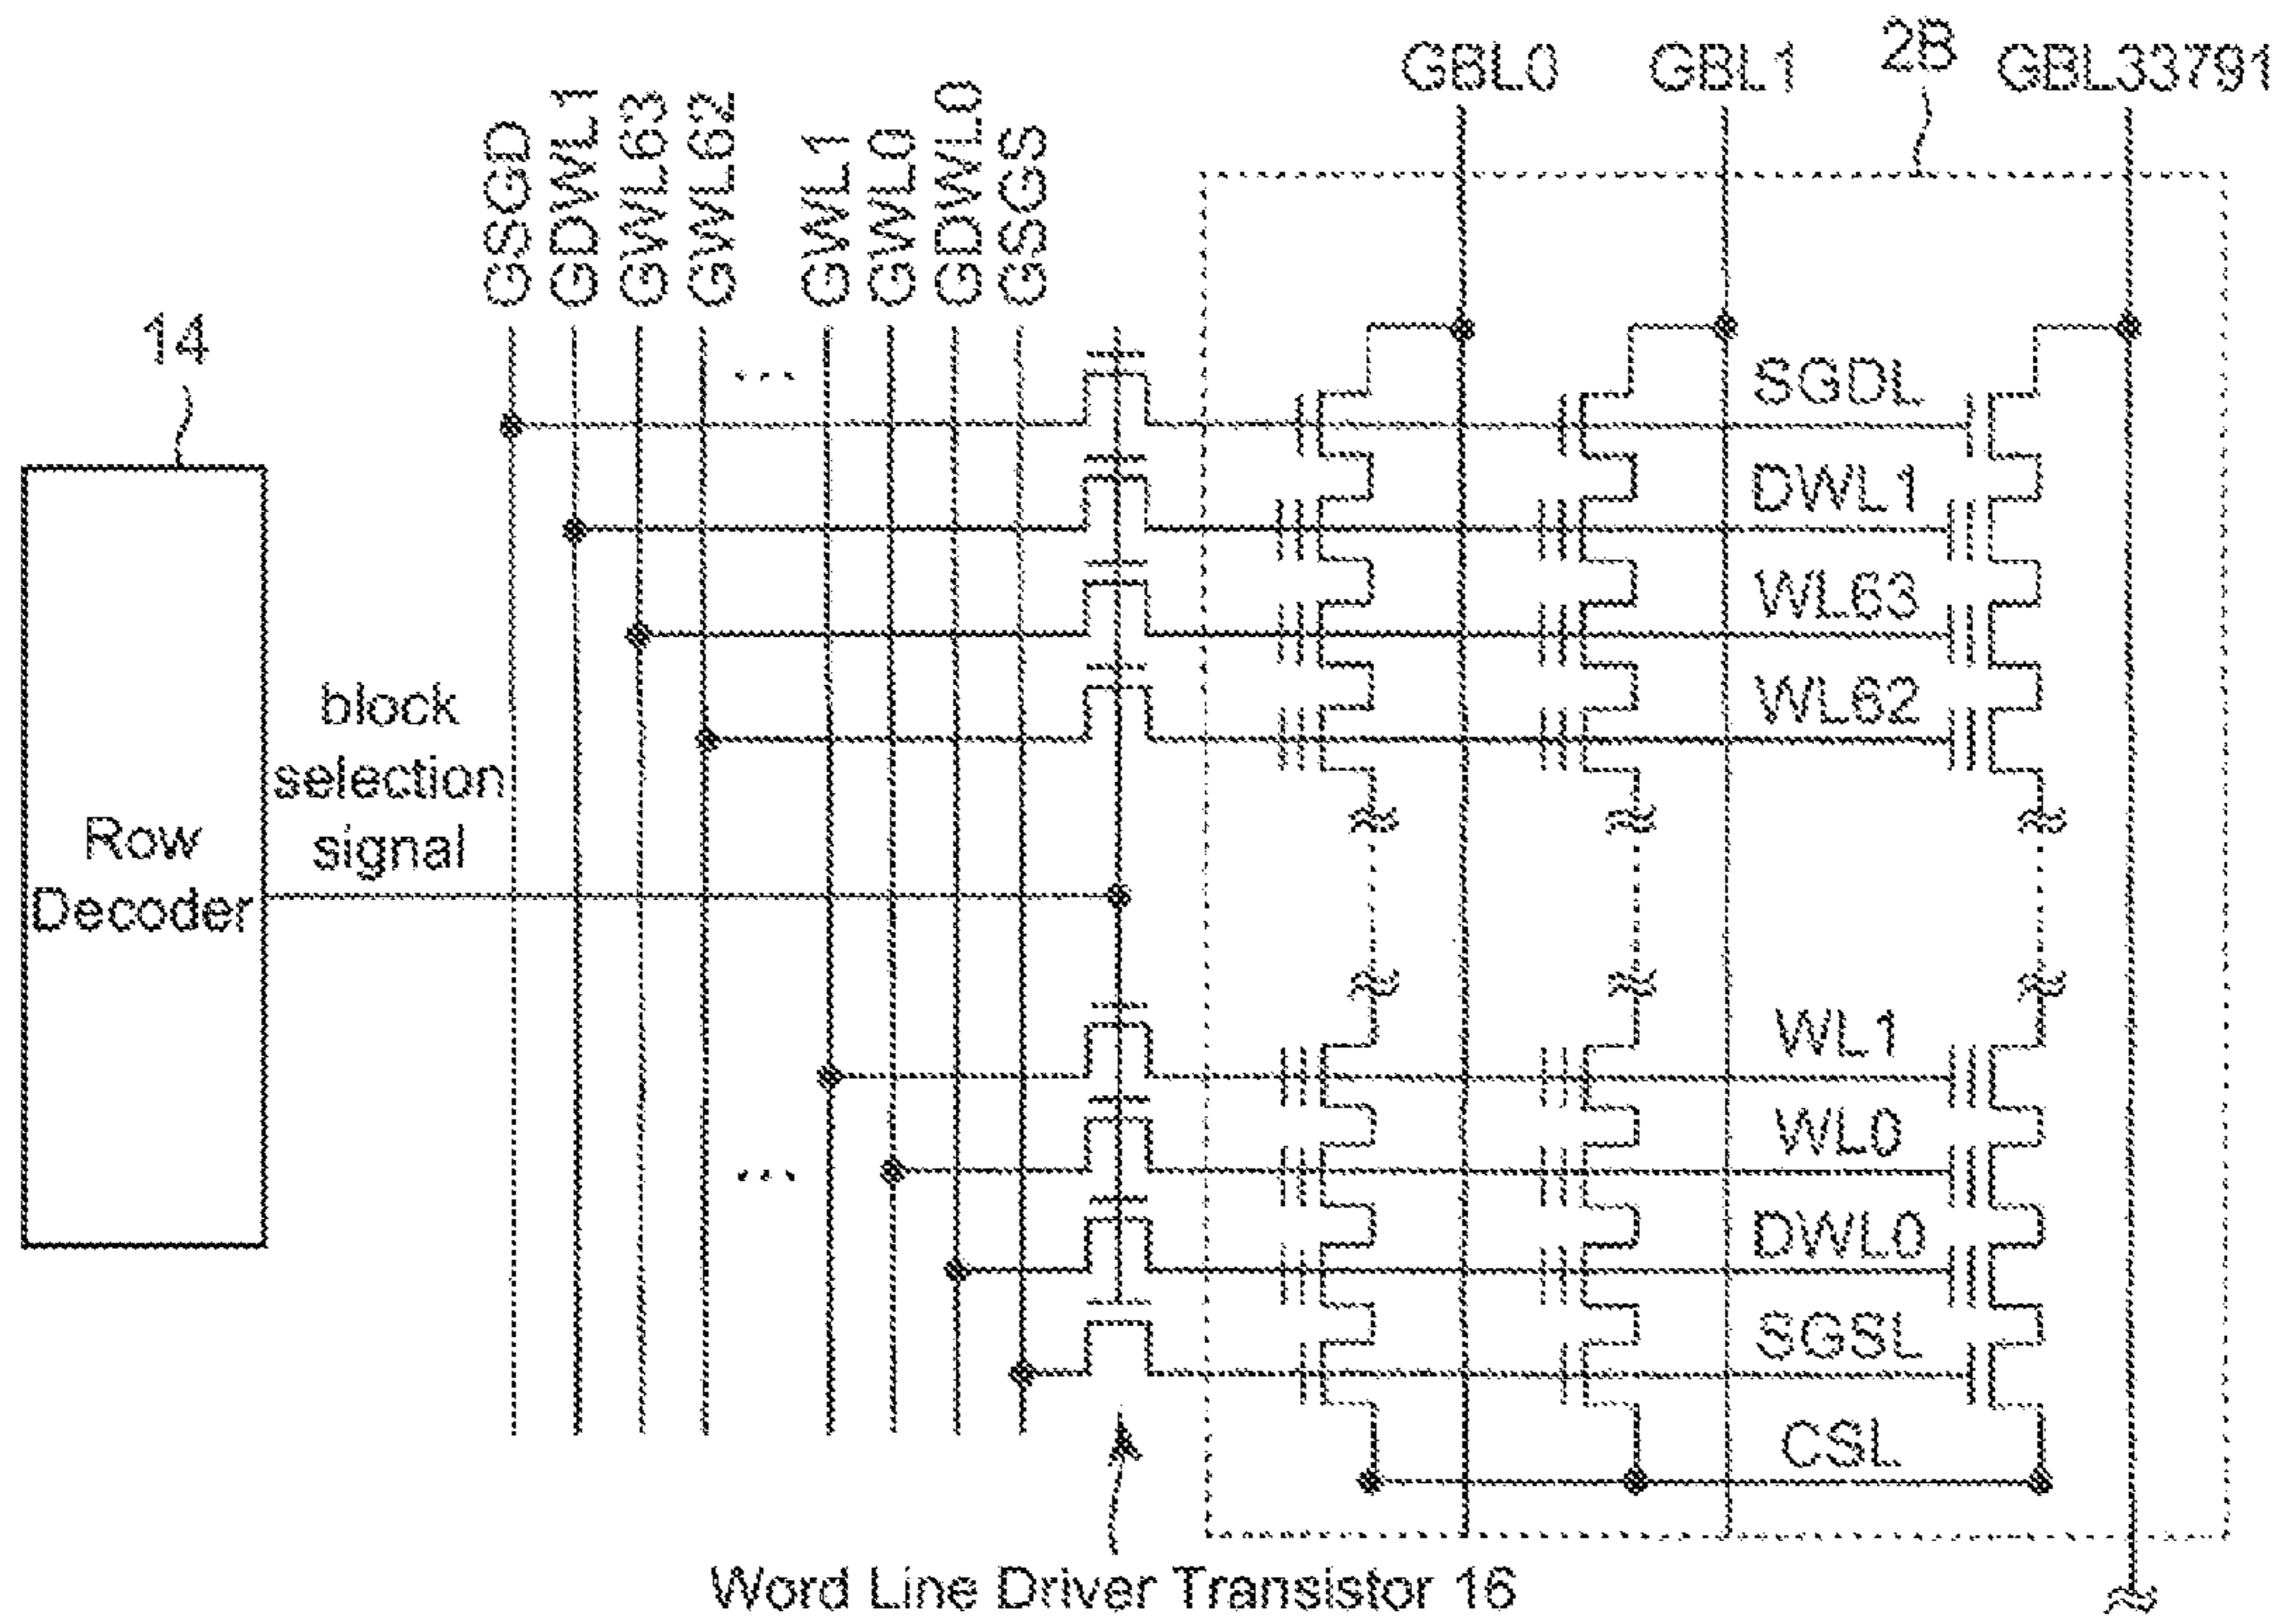 2B
GBL0
GBL1
GBL33791
GSGD
GDWL1
GWL63
GWL62
...
GWL1
GWL0
GDWL0
GSGS
14
SGDL
DWL1
WL63
WL62
block
selection
signal
Row
Decoder
WL1
WL0
...
DWL0
SGSL
CSL
Word Line Driver Transistor 16